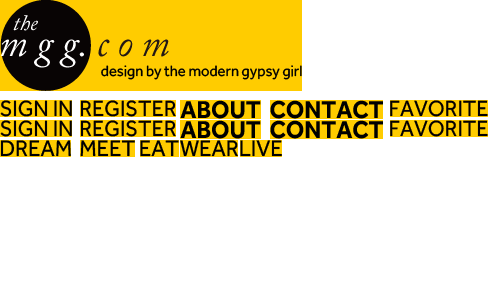 the
mgg.com
design by the modern gypsy girl
SIGN IN REGISTER ABOUT CONTACT FAVORITE
SIGN IN REGISTER ABOUT CONTACT FAVORITE
DREAM MEET EAT WEAR LIVE